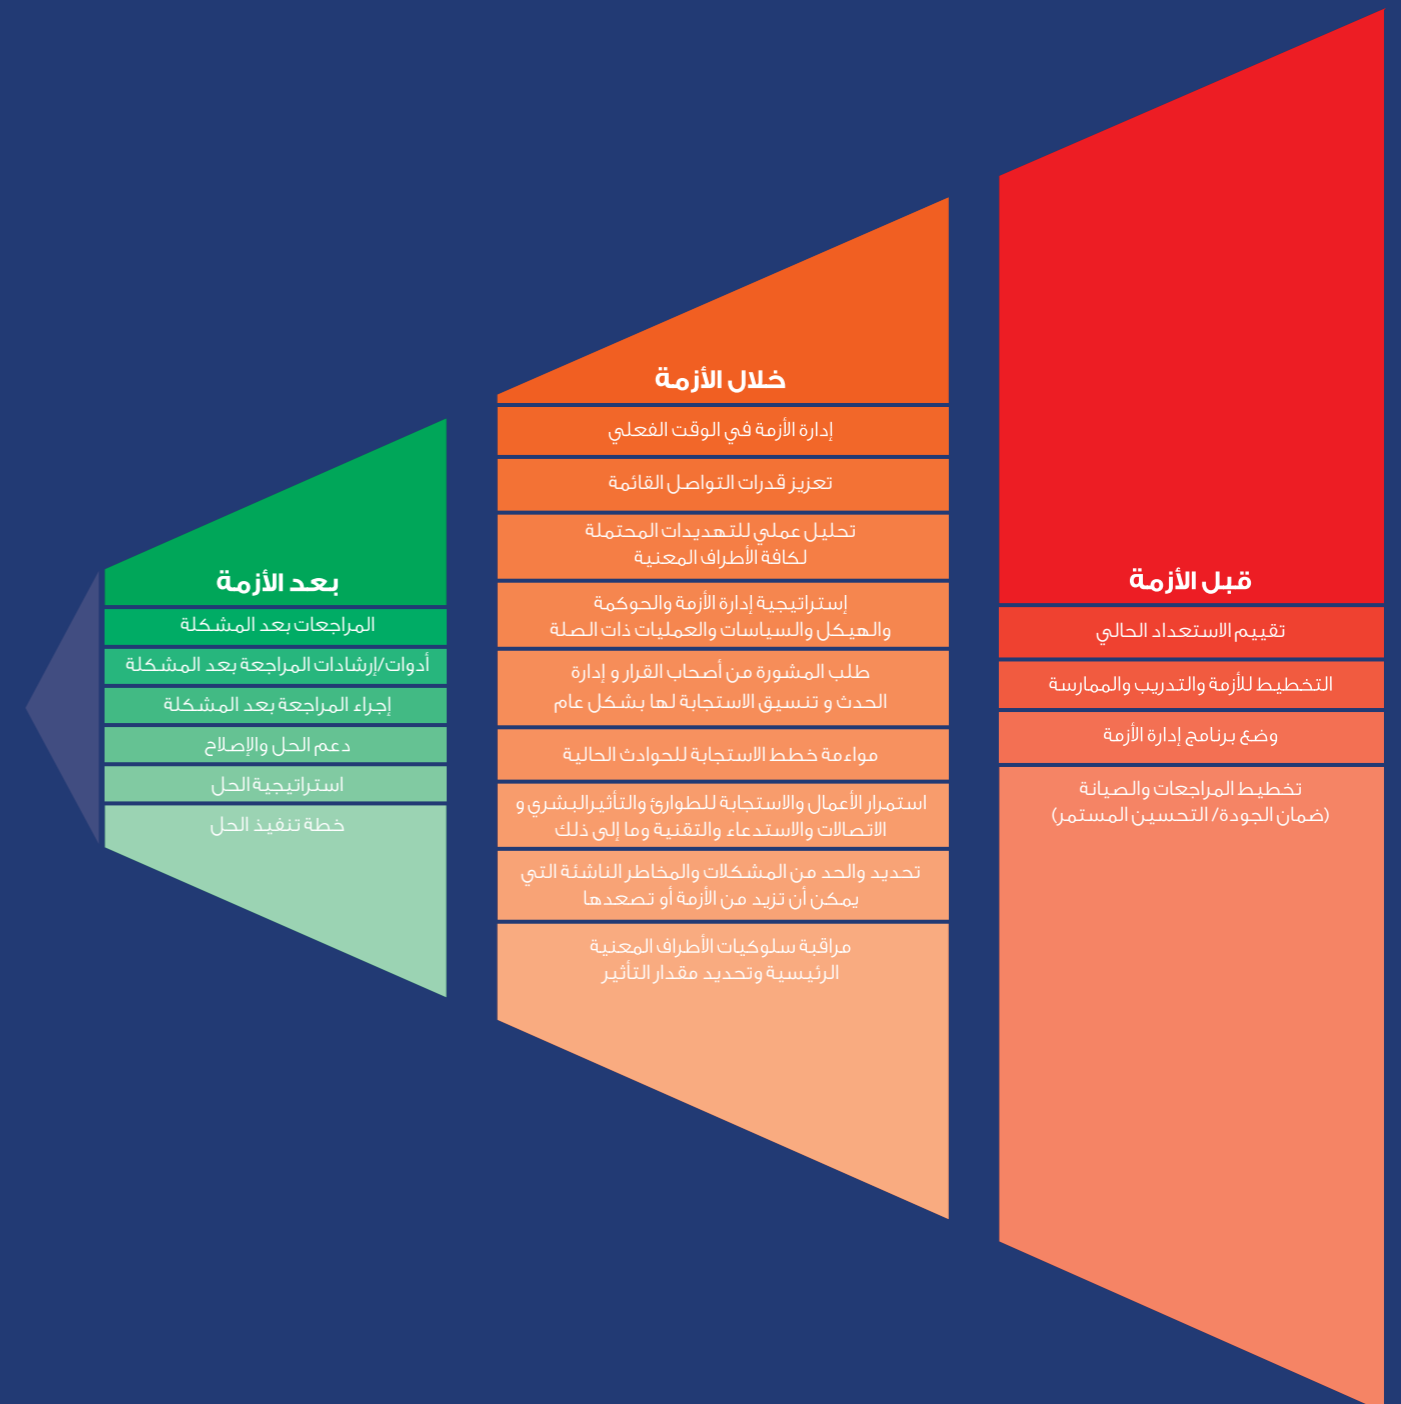 قبل الأزمة
تقييم الاستعداد الحالي
التخطيط للأزمة والتدريب والممارسة
وضع برنامج إدارة الأزمة
تخطيط المراجعات والصيانة
(ضمان الجودة/ التحسين المستمر)
خلال الأزمة
إدارة الأزمة في الوقت الفعلي
تعزيز قدرات التواصل القائمة
تحليل عملي للتهديدات المحتملة
لكافة الأطراف المعنية
إستراتيجية إدارة الأزمة والحوكمة
والهيكل والسياسات والعمليات ذات الصلة
طلب المشورة من أصحاب القرار و إدارة
الحدث و تنسيق الاستجابة لها بشكل عام
مواءمة خطط الاستجابة للحوادث الحالية
استمرار الأعمال والاستجابة للطوارئ والتأثيرالبشري و
الاتصالات والاستدعاء والتقنية وما إلى ذلك
تحديد والحد من المشكلات والمخاطر الناشئة التي
يمكن أن تزيد من الأزمة أو تصعدها
مراقبة سلوكيات الأطراف المعنية
الرئيسية وتحديد مقدار التأثير
بعد الأزمة
المراجعات بعد المشكلة
أدوات/إرشادات المراجعة بعد المشكلة
إجراء المراجعة بعد المشكلة
دعم الحل والإصلاح
استراتيجية الحل
خطة تنفيذ الحل